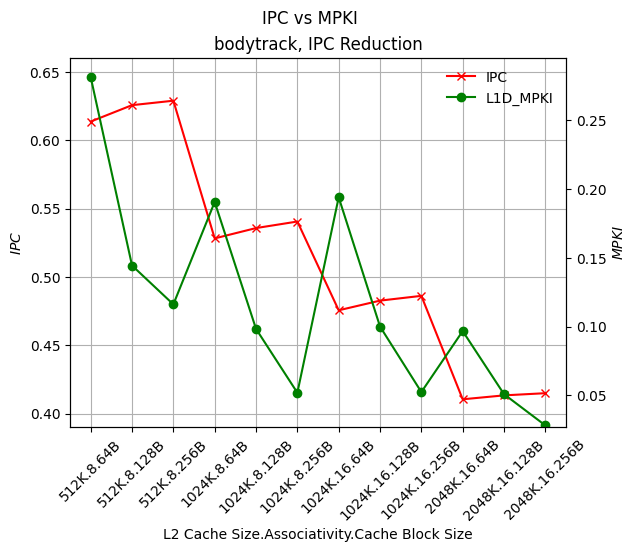 IPC vs MPKI
bodytrack, IPC Reduction
IPC
L1D_MPKI
0.65
0.60
0.55
0.50
0.45
0.40
IPC
0.25
0.20
0.15
0.10
0.05
MPKI
512K.8.64B
512K.8.128B
512K.8.256B
1024K.8.64B
1024K.8.128B
1024K.8.256B
1024K.16.64B
1024K.16.128B
1024K.16.256B
2048K.16.64B
2048K.16.128B
2048K.16.256B
L2 Cache Size.Associativity.Cache Block Size